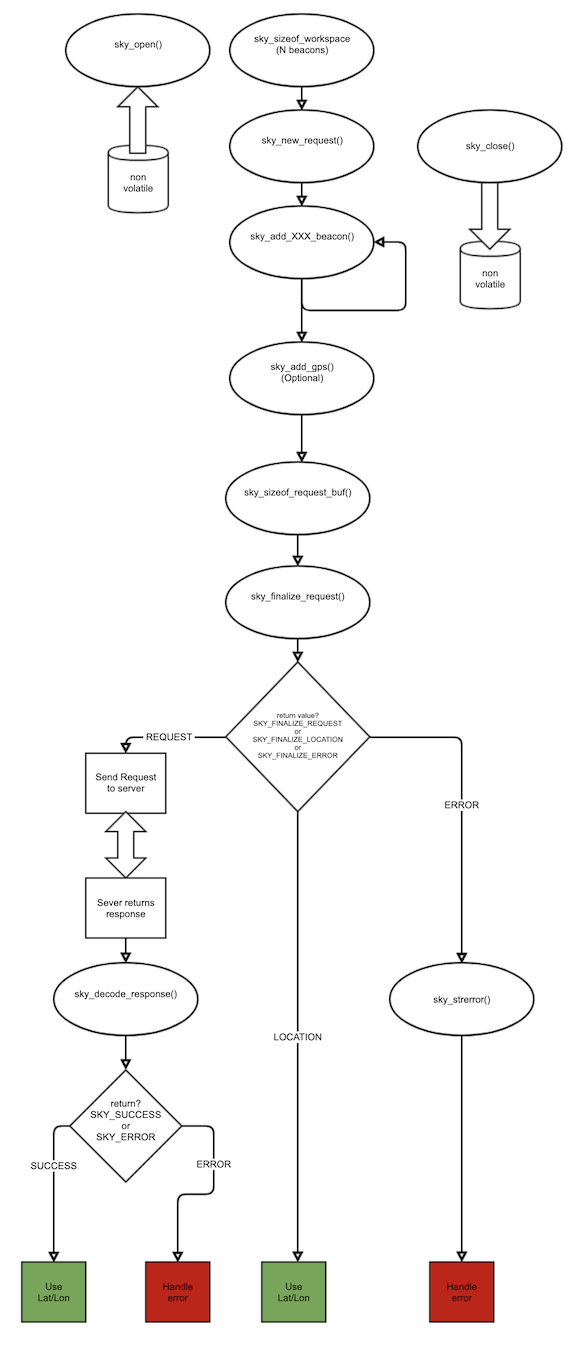 sky_open()
sky_sizeof_workspace
(N beacons)
sky_new_request()
sky_close()
non
volatile
sky_add_XXX_beacon()
non
volatile
sky_add_gps()
(Optional)
sky_sizeof_request_buf()
sky_finalize_request()
return value?
SKY_FINALIZE_REQUEST
or
SKY_FINALIZE_LOCATION
or
SKY_FINALIZE_ERROR
REQUEST
Send Request
to server
ERROR
Sever returns
response
sky_decode_response()
sky_strerror()
LOCATION
return?
SKY_SUCCESS
or
SKY_ERROR
SUCCESS
ERROR
Use
Lat/Lon
Handle
error
Use
Lat/Lon
Handle
error